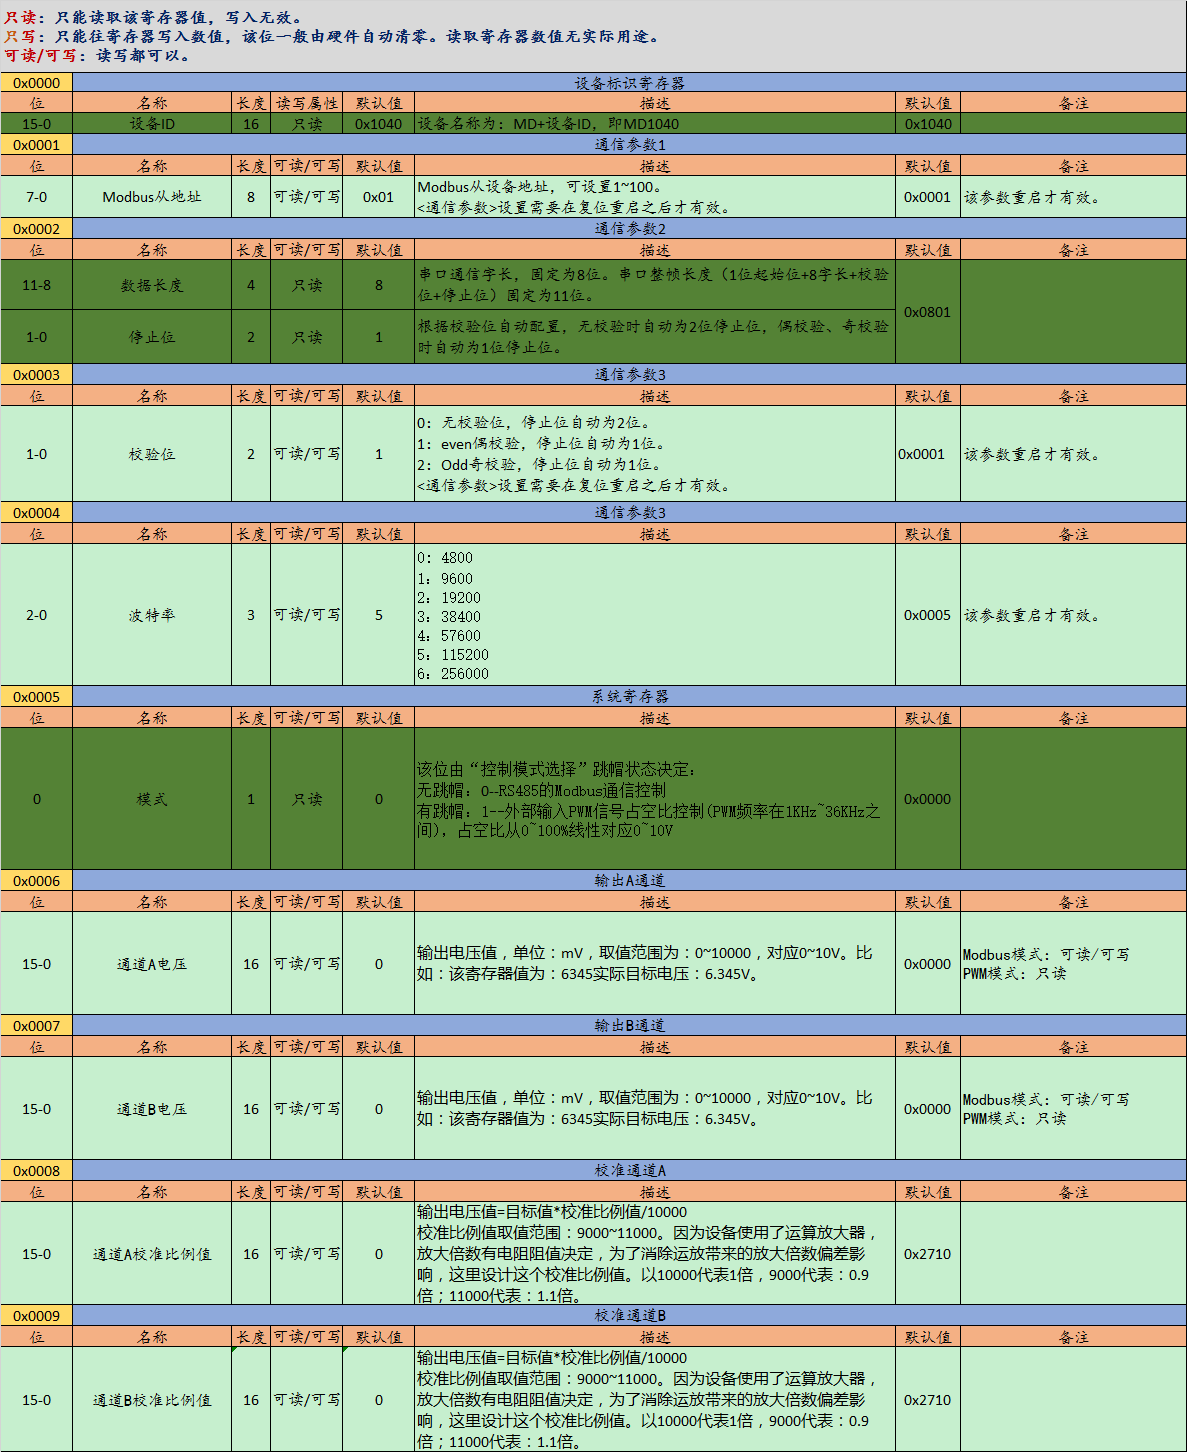 只读：只能读取该寄存器值，写入无效。
只写：只能往寄存器写入数值，该位一般由硬件自动清零。读取寄存器数值无实际用途。
可读/可写：读写都可以。
0x0000 设备标识寄存器
位 名称 长度 读写属性 默认值 描述 默认值 备注
15-0 设备ID 16 只读 0x1040 设备名称为：MD+设备ID，即MD1040 0x1040
0x0001 通信参数1
位 名称 长度 可读/可写 默认值 描述 默认值 备注
7-0 Modbus从地址 8 可读/可写 0x01 Modbus从设备地址，可设置1~100。
<通信参数>设置需要在复位重启之后才有效。 0x0001 该参数重启才有效。
0x0002 通信参数2
位 名称 长度 可读/可写 默认值 描述 默认值 备注
11-8 数据长度 4 只读 8 串口通信字长，固定为8位。串口整帧长度（1位起始位+8字长+校验
位+停止位）固定为11位。
0x0801
1-0 停止位 2 只读 1 根据校验位自动配置，无校验时自动为2位停止位，偶校验、奇校验
时自动为1位停止位。
0x0003 通信参数3
位 名称 长度 可读/可写 默认值 描述 默认值 备注
1-0 校验位 2 可读/可写 1 0：无校验位，停止位自动为2位。
1：even偶校验，停止位自动为1位。
2：Odd奇校验，停止位自动为1位。
<通信参数>设置需要在复位重启之后才有效。 0x0001 该参数重启才有效。
0x0004 通信参数3
位 名称 长度 可读/可写 默认值 描述 默认值 备注
2-0 波特率 3 可读/可写 5 0：4800
1：9600
2：19200
3：38400
4：57600
5：115200
6：256000 0x0005 该参数重启才有效。
0x0005 系统寄存器
位 名称 长度 可读/可写 默认值 描述 默认值 备注
0 模式 1 只读 0 该位由“控制模式选择”跳帽状态决定：
无跳帽：0--RS485的Modbus通信控制
有跳帽：1--外部输入PWM信号占空比控制(PWM频率在1KHz~36KHz之
间)，占空比从0~100%线性对应0~10V 0x0000
0x0006 输出A通道
位 名称 长度 可读/可写 默认值 描述 默认值 备注
15-0 通道A电压 16 可读/可写 0 输出电压值，单位：mV，取值范围为：0~10000，对应0~10V。比
如：该寄存器值为：6345实际目标电压：6.345V。 0x0000 Modbus模式：可读/可写
PWM模式：只读
0x0007 输出B通道
位 名称 长度 可读/可写 默认值 描述 默认值 备注
15-0 通道B电压 16 可读/可写 0 输出电压值，单位：mV，取值范围为：0~10000，对应0~10V。比
如：该寄存器值为：6345实际目标电压：6.345V。 0x0000 Modbus模式：可读/可写
PWM模式：只读
0x0008 校准通道A
位 名称 长度 可读/可写 默认值 描述 默认值 备注
15-0 通道A校准比例值 16 可读/可写 0 输出电压值=目标值*校准比例值/10000
校准比例值取值范围：9000~11000。因为设备使用了运算放大器，
放大倍数有电阻阻值决定，为了消除运放带来的放大倍数偏差影
响，这里设计这个校准比例值。以10000代表1倍，9000代表：0.9
倍；11000代表：1.1倍。 0x2710
0x0009 校准通道B
位 名称 长度 可读/可写 默认值 描述 默认值 备注
15-0 通道B校准比例值 16 可读/可写 0 输出电压值=目标值*校准比例值/10000
校准比例值取值范围：9000~11000。因为设备使用了运算放大器，
放大倍数有电阻阻值决定，为了消除运放带来的放大倍数偏差影
响，这里设计这个校准比例值。以10000代表1倍，9000代表：0.9
倍；11000代表：1.1倍。 0x2710